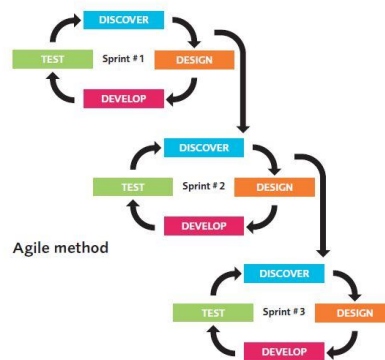 DISCOVER
TEST Sprint # 1 DESIGN
DEVELOP
DISCOVER
TEST Sprint # 2 DESIGN
DEVELOP
Agile method
DISCOVER
TEST Sprint # 3 DESIGN
DEVELOP